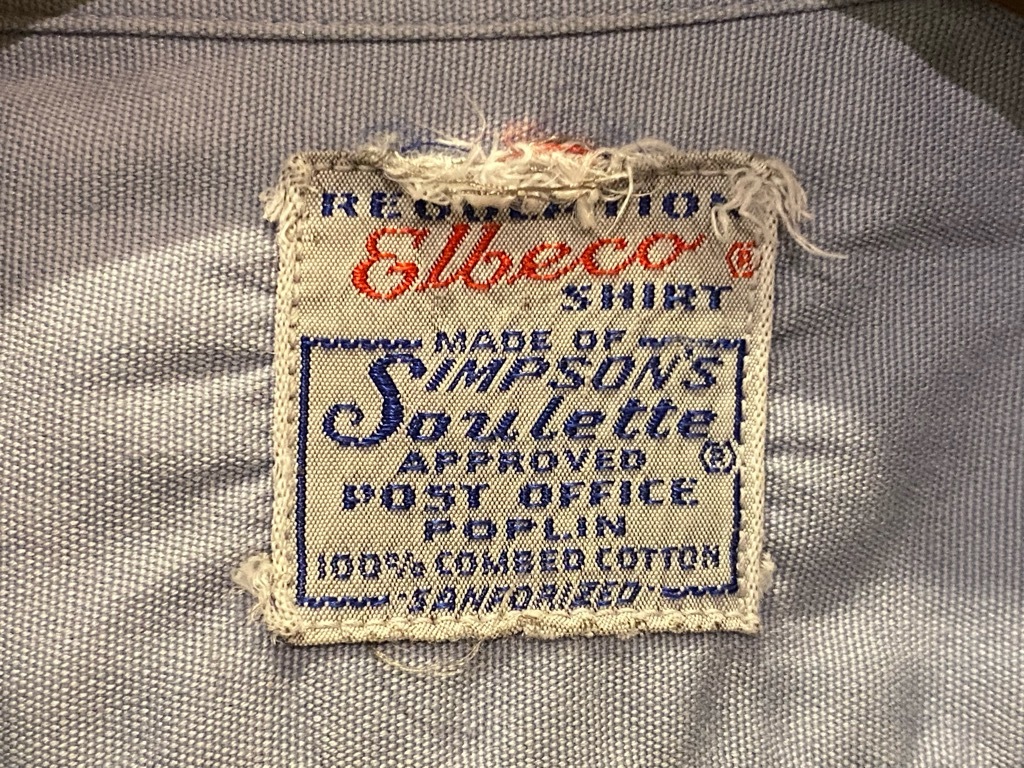 REGULATION
Elbeco ®
SHIRT
MADE OF
SIMPSON'S
Soulette ®
APPROVED
POST OFFICE
POPLIN
100% COMBED COTTON
·SANFORIZED·